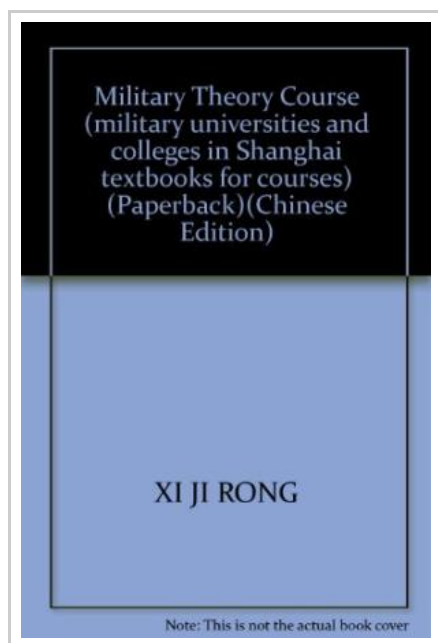 Military Theory Course
(military universities and
colleges in Shanghai
textbooks for courses)
(Paperback)(Chinese
Edition)
XI JI RONG
Note: This is not the actual book cover